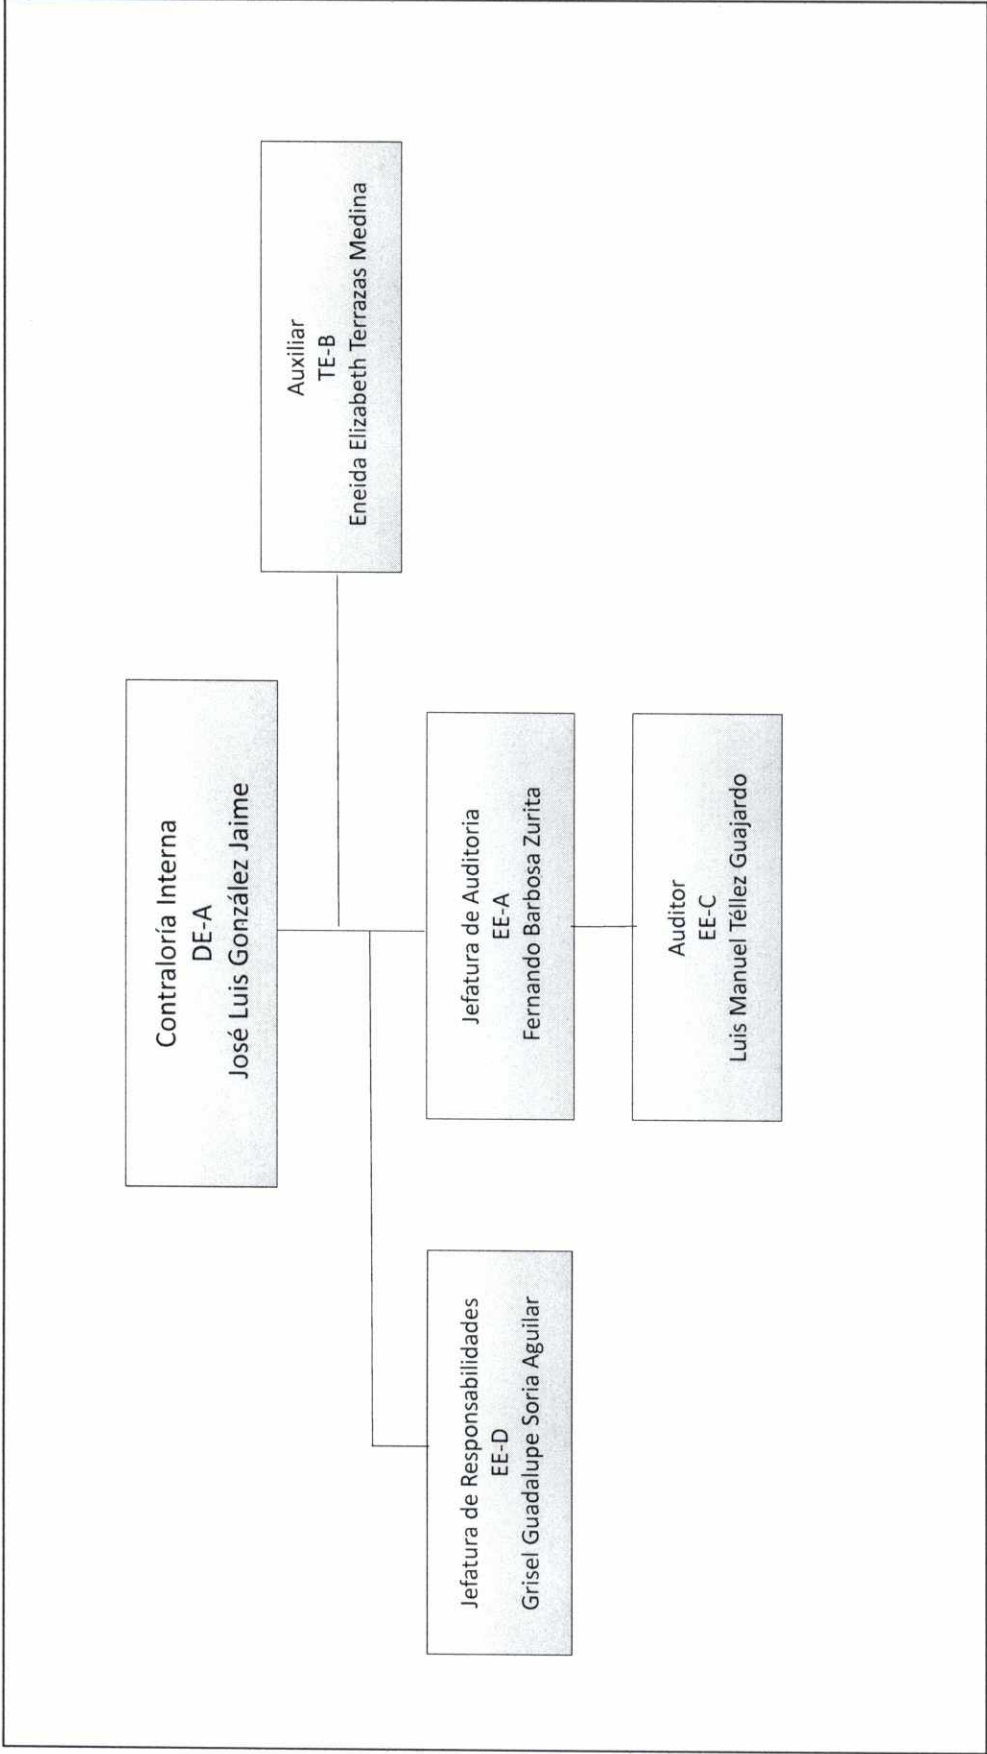 Contraloría Interna
DE-A
José Luis González Jaime
Auxiliar
TE-B
Eneida Elizabeth Terrazas Medina
Jefatura de Responsabilidades
EE-D
Grisel Guadalupe Soria Aguilar
Jefatura de Auditoria
EE-A
Fernando Barbosa Zurita
Auditor
EE-C
Luis Manuel Téllez Guajardo